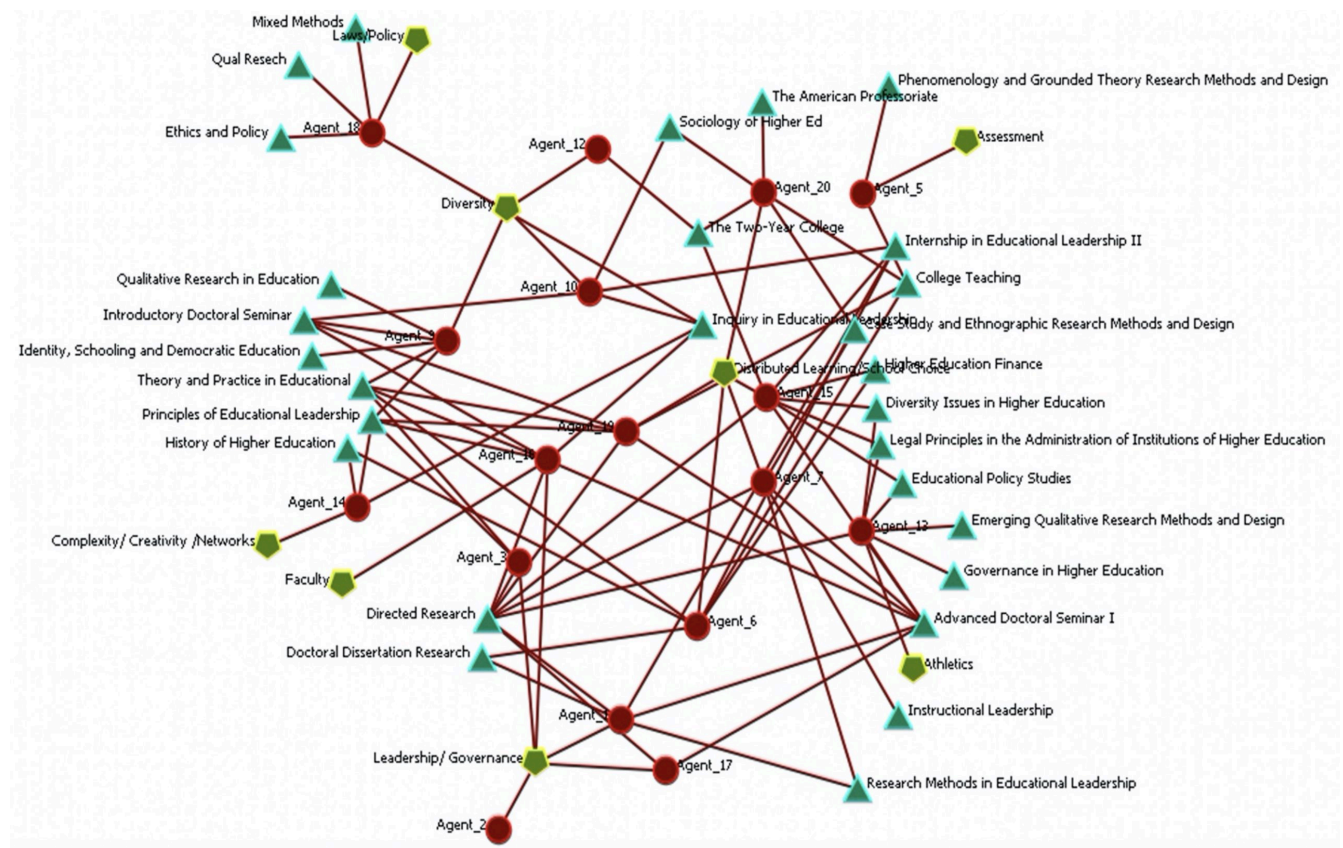 Mixed Methods
Laws/Policy
Qual Resech
Phenomenology and Grounded Theory Research Methods and Design
The American Professoriate
Sociology of Higher Ed
Ethics and Policy
Agent_18
Agent_12
Assessment
Agent_20
Agent_5
Diversity
The Two-Year College
Internship in Educational Leadership II
Qualitative Research in Education
Agent_10
College Teaching
Introductory Doctoral Seminar
Inquiry in Educational Leadership
Case Study and Ethnographic Research Methods and Design
Agent_9
Identity, Schooling and Democratic Education
Distributed Learning/School Choice
Higher Education Finance
Theory and Practice in Educational
Agent_15
Diversity Issues in Higher Education
Principles of Educational Leadership
Agent_19
History of Higher Education
Legal Principles in the Administration of Institutions of Higher Education
Agent_7
Educational Policy Studies
Agent_14
Agent_13
Emerging Qualitative Research Methods and Design
Complexity/ Creativity /Networks
Agent_3
Faculty
Governance in Higher Education
Directed Research
Agent_6
Advanced Doctoral Seminar I
Doctoral Dissertation Research
Athletics
Agent_1
Instructional Leadership
Leadership/ Governance
Agent_17
Research Methods in Educational Leadership
Agent_2